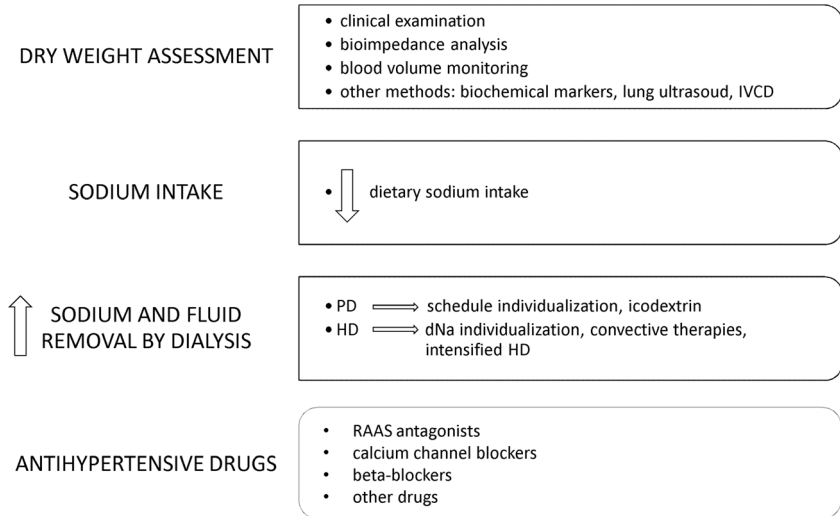 DRY WEIGHT ASSESSMENT
• clinical examination
• bioimpedance analysis
• blood volume monitoring
• other methods: biochemical markers, lung ultrasoud, IVCD
SODIUM INTAKE
• dietary sodium intake
SODIUM AND FLUID
REMOVAL BY DIALYSIS
• PD schedule individualization, icodextrin
• HD dNa individualization, convective therapies,
intensified HD
ANTIHYPERTENSIVE DRUGS
• RAAS antagonists
• calcium channel blockers
• beta-blockers
• other drugs